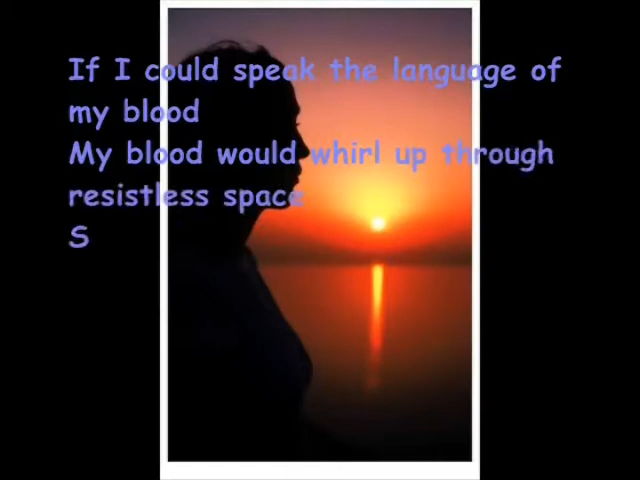 If I could speak the language of
my blood
My blood would whirl up through
resistless space
S